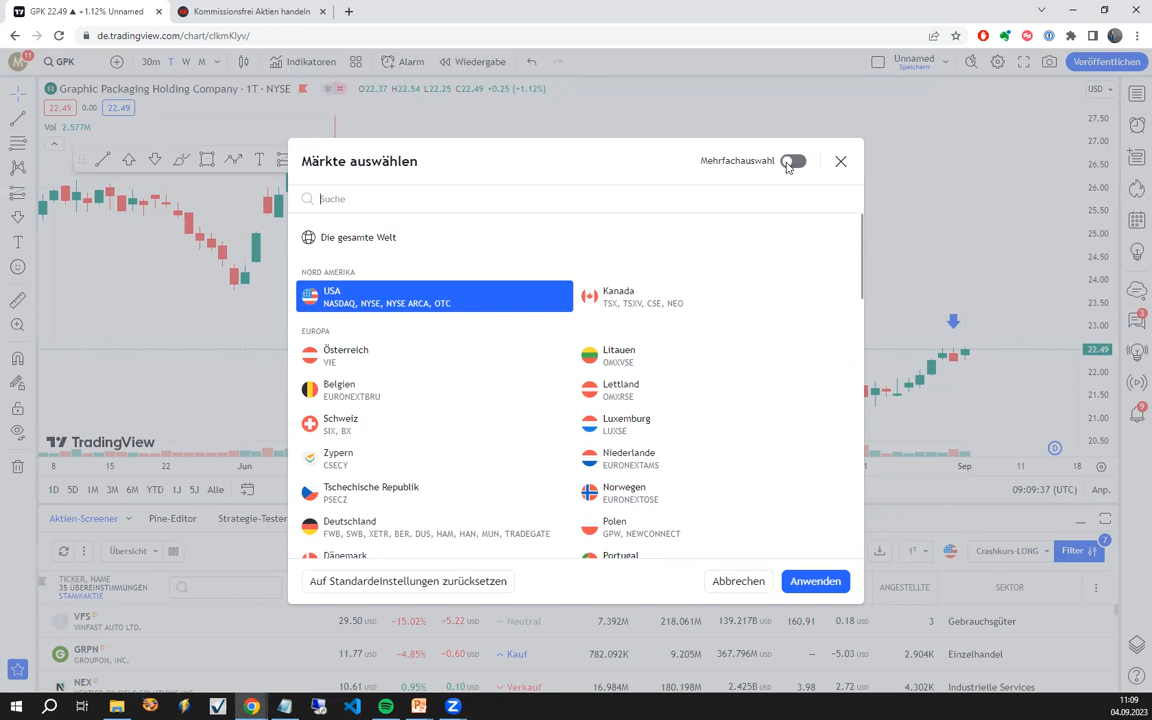 GPK 22.49 ▲ +1.12% Unnamed
Kommissionsfrei Aktien handeln
de.tradingview.com/chart/clkmKlyv/
M 11
GPK
30m T W M
Indikatoren
Alarm
Wiedergabe
Unnamed
Speichern
Veröffentlichen
Graphic Packaging Holding Company · 1T · NYSE
O22.37 H22.54 L22.25 C22.49 +0.25 (+1.12%)
USD
22.49 0.00 22.49
Vol 2.577M
27.50
27.00
26.50
26.00
25.50
25.00
24.50
24.00
23.50
23.00
22.49
22.00
21.50
21.00
20.50
Märkte auswählen
Mehrfachauswahl
Suche
Die gesamte Welt
NORD AMERIKA
USA
NASDAQ, NYSE, NYSE ARCA, OTC
Kanada
TSX, TSXV, CSE, NEO
EUROPA
Österreich
VIE
Litauen
OMXVSE
Belgien
EURONEXTBRU
Lettland
OMXRSE
Schweiz
SIX, BX
Luxemburg
LUXSE
Zypern
CSECY
Niederlande
EURONEXTAMS
Tschechische Republik
PSECZ
Norwegen
EURONEXTOSE
Deutschland
FWB, SWB, XETR, BER, DUS, HAM, HAN, MUN, TRADEGATE
Polen
GPW, NEWCONNECT
Dänemark
Portugal
Auf Standardeinstellungen zurücksetzen
Abbrechen
Anwenden
TradingView
D
3
9
8 15 22 Jun
Sep 11 18
1D 5D 1M 3M 6M YTD 1J 5J Alle
09:09:37 (UTC)
Anp.
Aktien-Screener
Pine-Editor
Strategie-Tester
Übersicht
1T
Crashkurs-LONG
Filter
7
TICKER, NAME
35 ÜBEREINSTIMMUNGEN
STAMMAKTIE
ANGESTELLTE
SEKTOR
VFS D
VINFAST AUTO LTD.
29.50 USD −15.02% −5.22 USD Neutral 7.392M 218.061M 139.217B USD 160.91 0.18 USD 3 Gebrauchsgüter
GRPN D
GROUPON, INC.
11.77 USD −4.85% −0.60 USD Kauf 782.092K 9.205M 367.796M USD — −5.03 USD 2.904K Einzelhandel
NEX D
10.61 USD 0.95% 0.10 USD Verkauf 16.984M 180.198M 2.425B USD 3.98 2.72 USD 4.302K Industrielle Services
11:09
04.09.2023